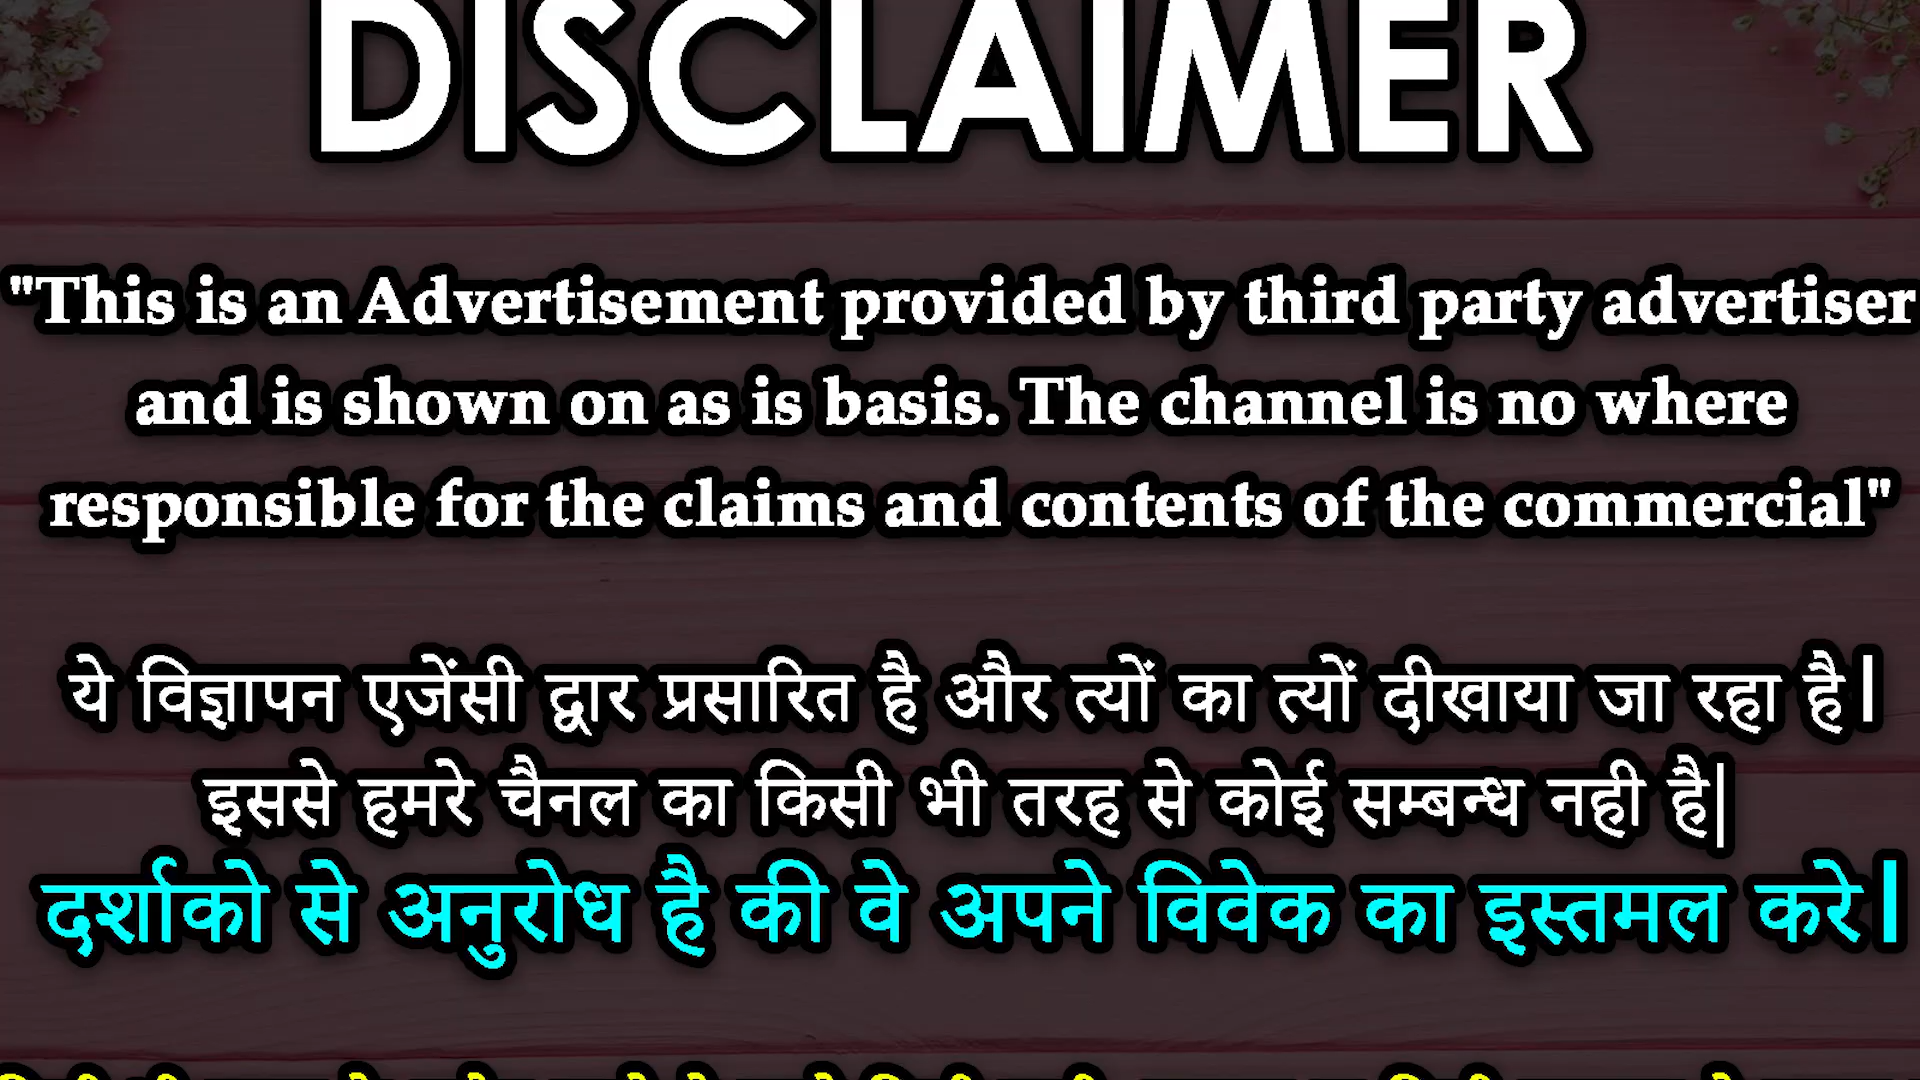 DISCLAIMER
"This is an Advertisement provided by third party advertiser
and is shown on as is basis. The channel is no where
responsible for the claims and contents of the commercial"
ये विज्ञापन एजेंसी द्वार प्रसारित है और त्यों का त्यों दीखाया जा रहा है|
इससे हमरे चैनल का किसी भी तरह से कोई सम्बन्ध नही है|
दर्शाको से अनुरोध है की वे अपने विवेक का इस्तमल करे|